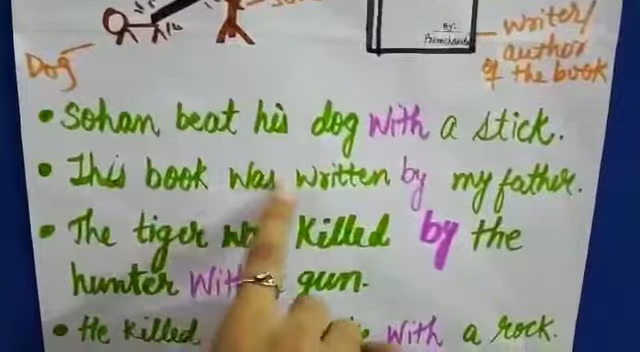 By:
Premchand
writer/
author
of the book
Dog
• Sohan beat his dog with a stick.
• This book was written by my father.
• The tiger killed by the
hunter with gun.
• He killed with a rock.